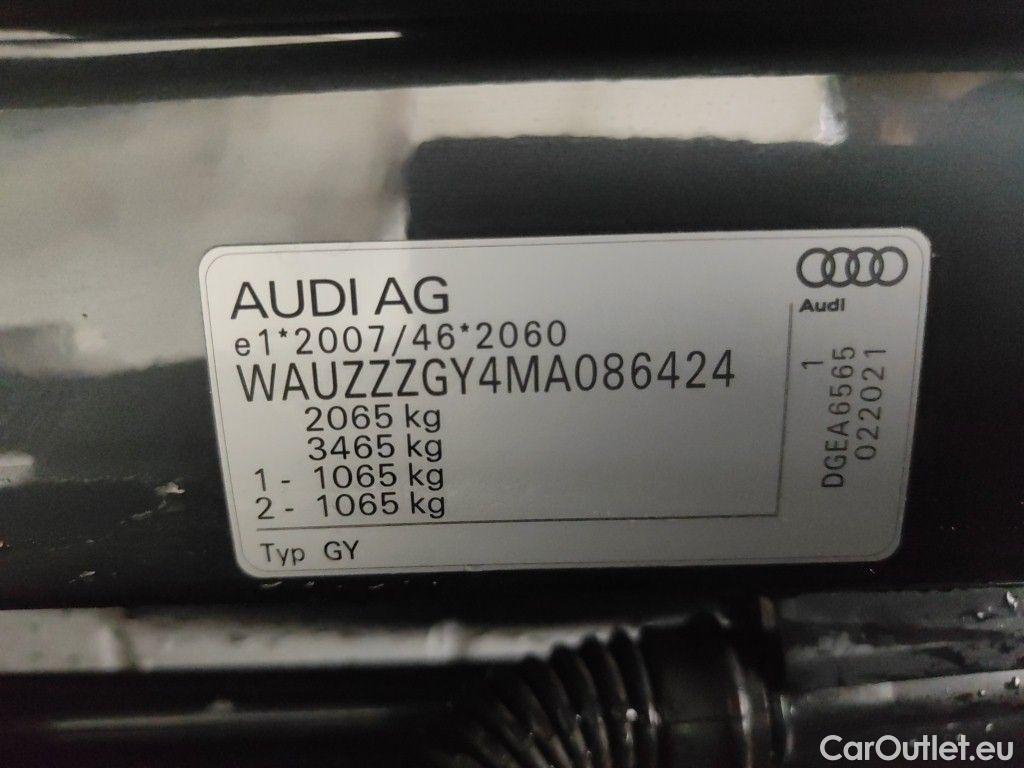 AUDI AG
e1*2007/46*2060
WAUZZZGY4MA086424
2065 kg
3465 kg
1 - 1065 kg
2 - 1065 kg
Typ GY
Audi
1
DGEA6565
022021
CarOutlet.eu